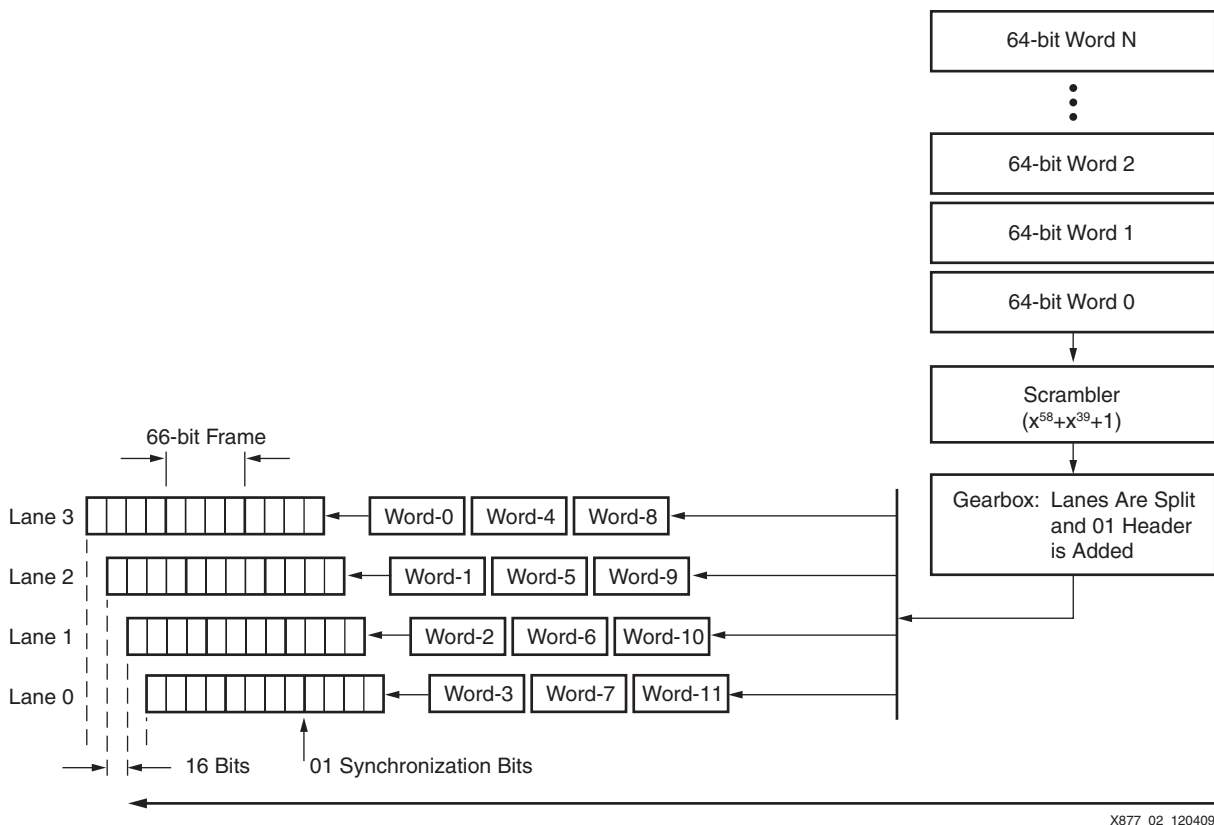 64-bit Word N
64-bit Word 2
64-bit Word 1
64-bit Word 0
Scrambler
(x⁵⁸+x³⁹+1)
Gearbox: Lanes Are Split
and 01 Header
is Added
66-bit Frame
Lane 3
Word-0
Word-4
Word-8
Lane 2
Word-1
Word-5
Word-9
Lane 1
Word-2
Word-6
Word-10
Lane 0
Word-3
Word-7
Word-11
16 Bits
01 Synchronization Bits
X877_02_120409